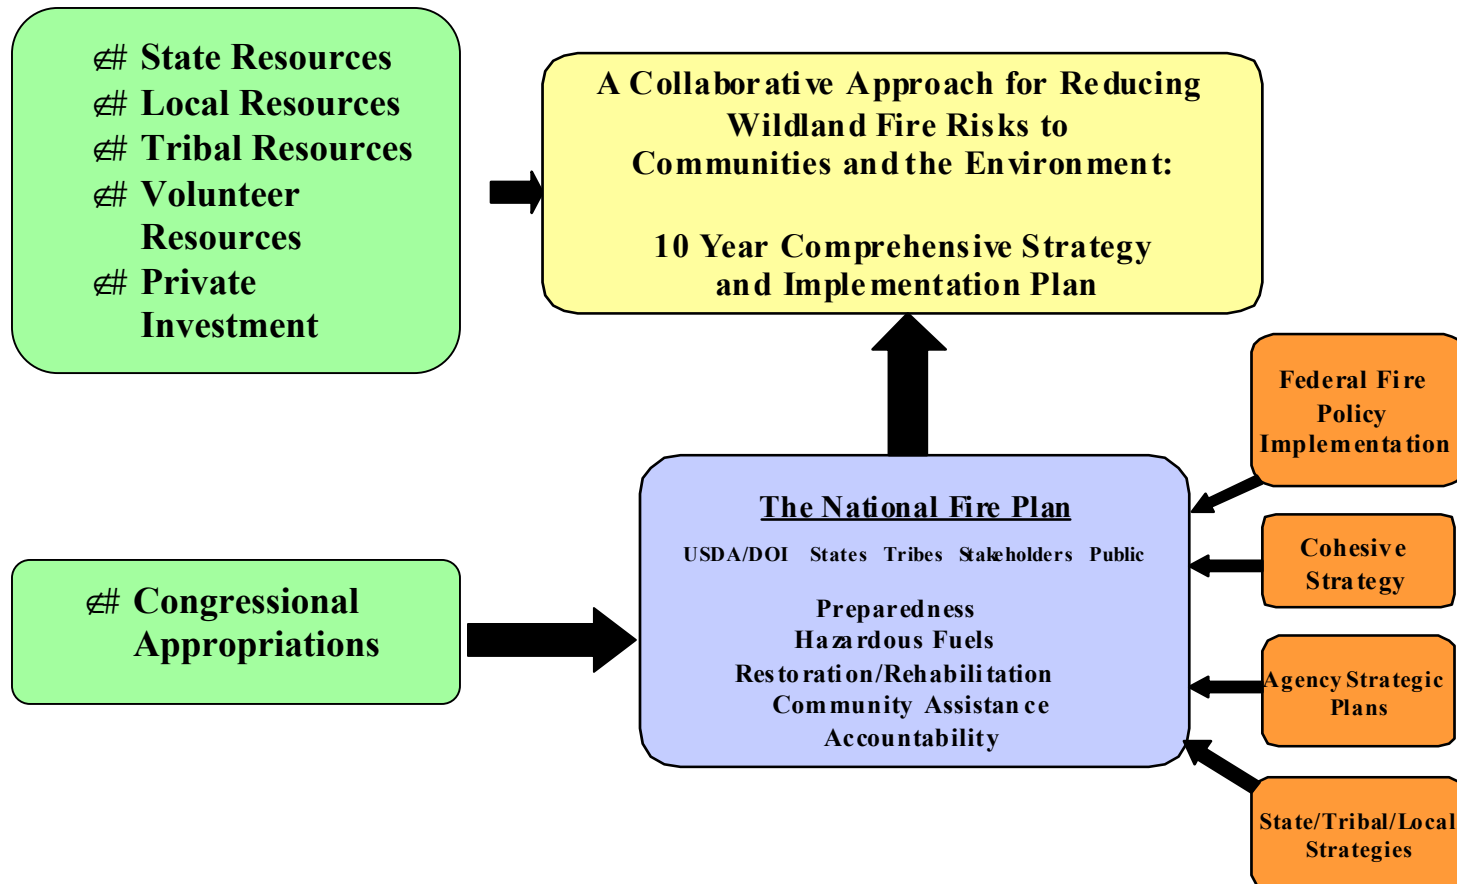 ⊄# State Resources
⊄# Local Resources
⊄# Tribal Resources
⊄# Volunteer
Resources
⊄# Private
Investment
A Collaborative Approach for Reducing
Wildland Fire Risks to
Communities and the Environment:
10 Year Comprehensive Strategy
and Implementation Plan
Federal Fire
Policy
Implementation
The National Fire Plan
USDA/DOI States Tribes Stakeholders Public
Preparedness
Hazardous Fuels
Restoration/Rehabilitation
Community Assistance
Accountability
Cohesive
Strategy
⊄# Congressional
Appropriations
Agency Strategic
Plans
State/Tribal/Local
Strategies